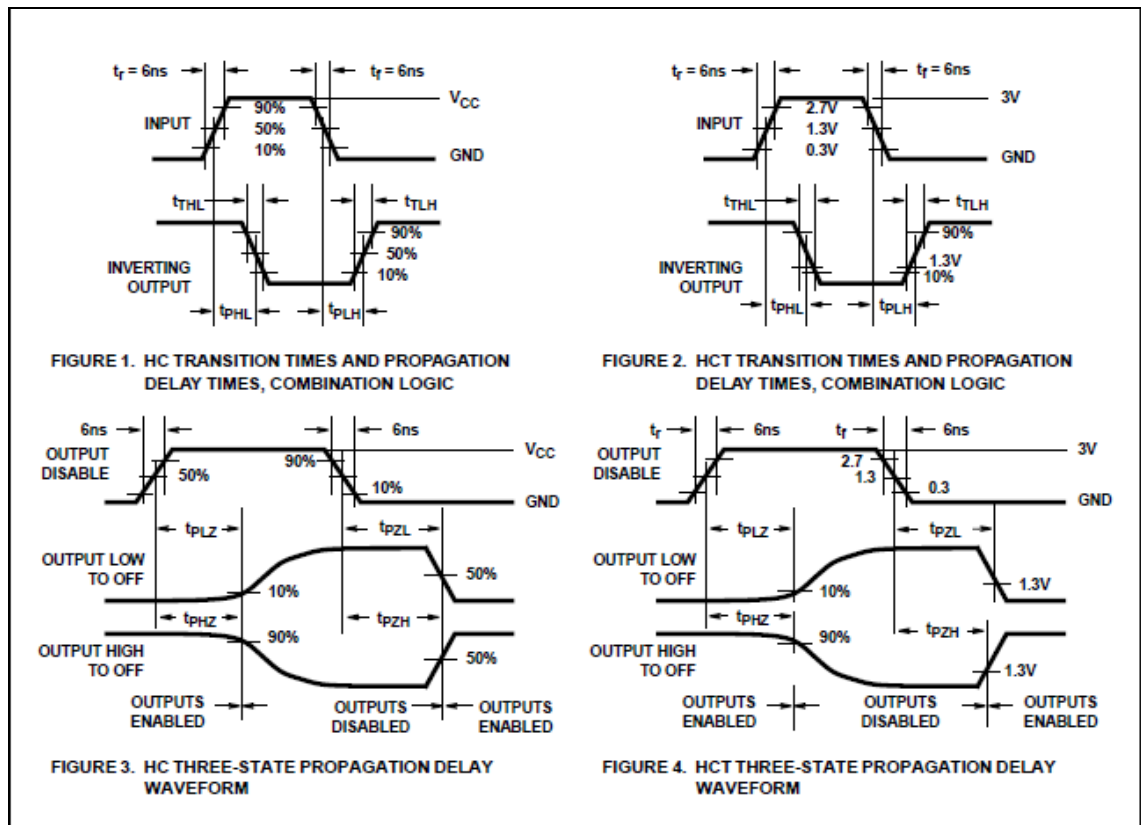 tr = 6ns
tf = 6ns
VCC
90%
INPUT
50%
10%
GND
tTHL
tTLH
90%
50%
INVERTING
OUTPUT
10%
tPHL
tPLH
FIGURE 1. HC TRANSITION TIMES AND PROPAGATION
DELAY TIMES, COMBINATION LOGIC
tr = 6ns
tf = 6ns
3V
2.7V
INPUT
1.3V
0.3V
GND
tTHL
tTLH
90%
1.3V
INVERTING
OUTPUT
10%
tPHL
tPLH
FIGURE 2. HCT TRANSITION TIMES AND PROPAGATION
DELAY TIMES, COMBINATION LOGIC
6ns
6ns
OUTPUT
DISABLE
VCC
50%
90%
10%
GND
tPLZ
tPZL
OUTPUT LOW
TO OFF
50%
10%
tPHZ
tPZH
90%
OUTPUT HIGH
TO OFF
50%
OUTPUTS
ENABLED
OUTPUTS
DISABLED
OUTPUTS
ENABLED
FIGURE 3. HC THREE-STATE PROPAGATION DELAY
WAVEFORM
tr
6ns
tf
6ns
OUTPUT
DISABLE
3V
2.7
1.3
0.3
GND
tPLZ
tPZL
OUTPUT LOW
TO OFF
10%
1.3V
tPHZ
tPZH
90%
OUTPUT HIGH
TO OFF
1.3V
OUTPUTS
ENABLED
OUTPUTS
DISABLED
OUTPUTS
ENABLED
FIGURE 4. HCT THREE-STATE PROPAGATION DELAY
WAVEFORM